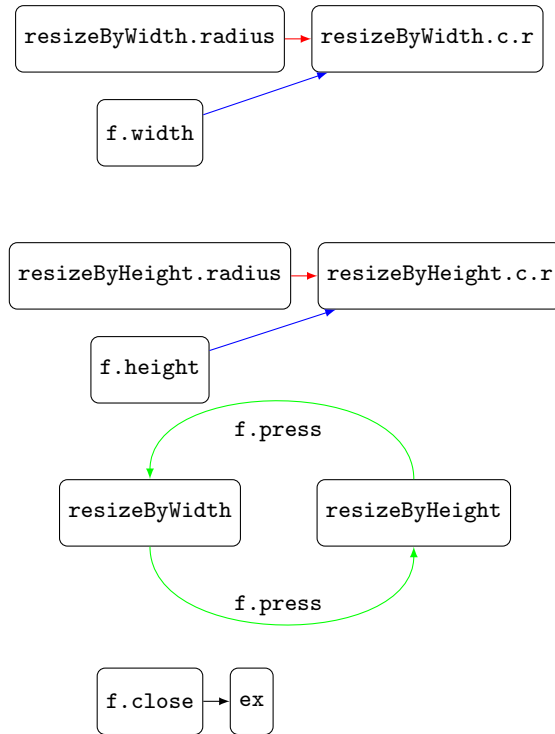 resizeByWidth.radius
resizeByWidth.c.r
f.width
resizeByHeight.radius
resizeByHeight.c.r
f.height
f.press
resizeByWidth
resizeByHeight
f.press
f.close
ex